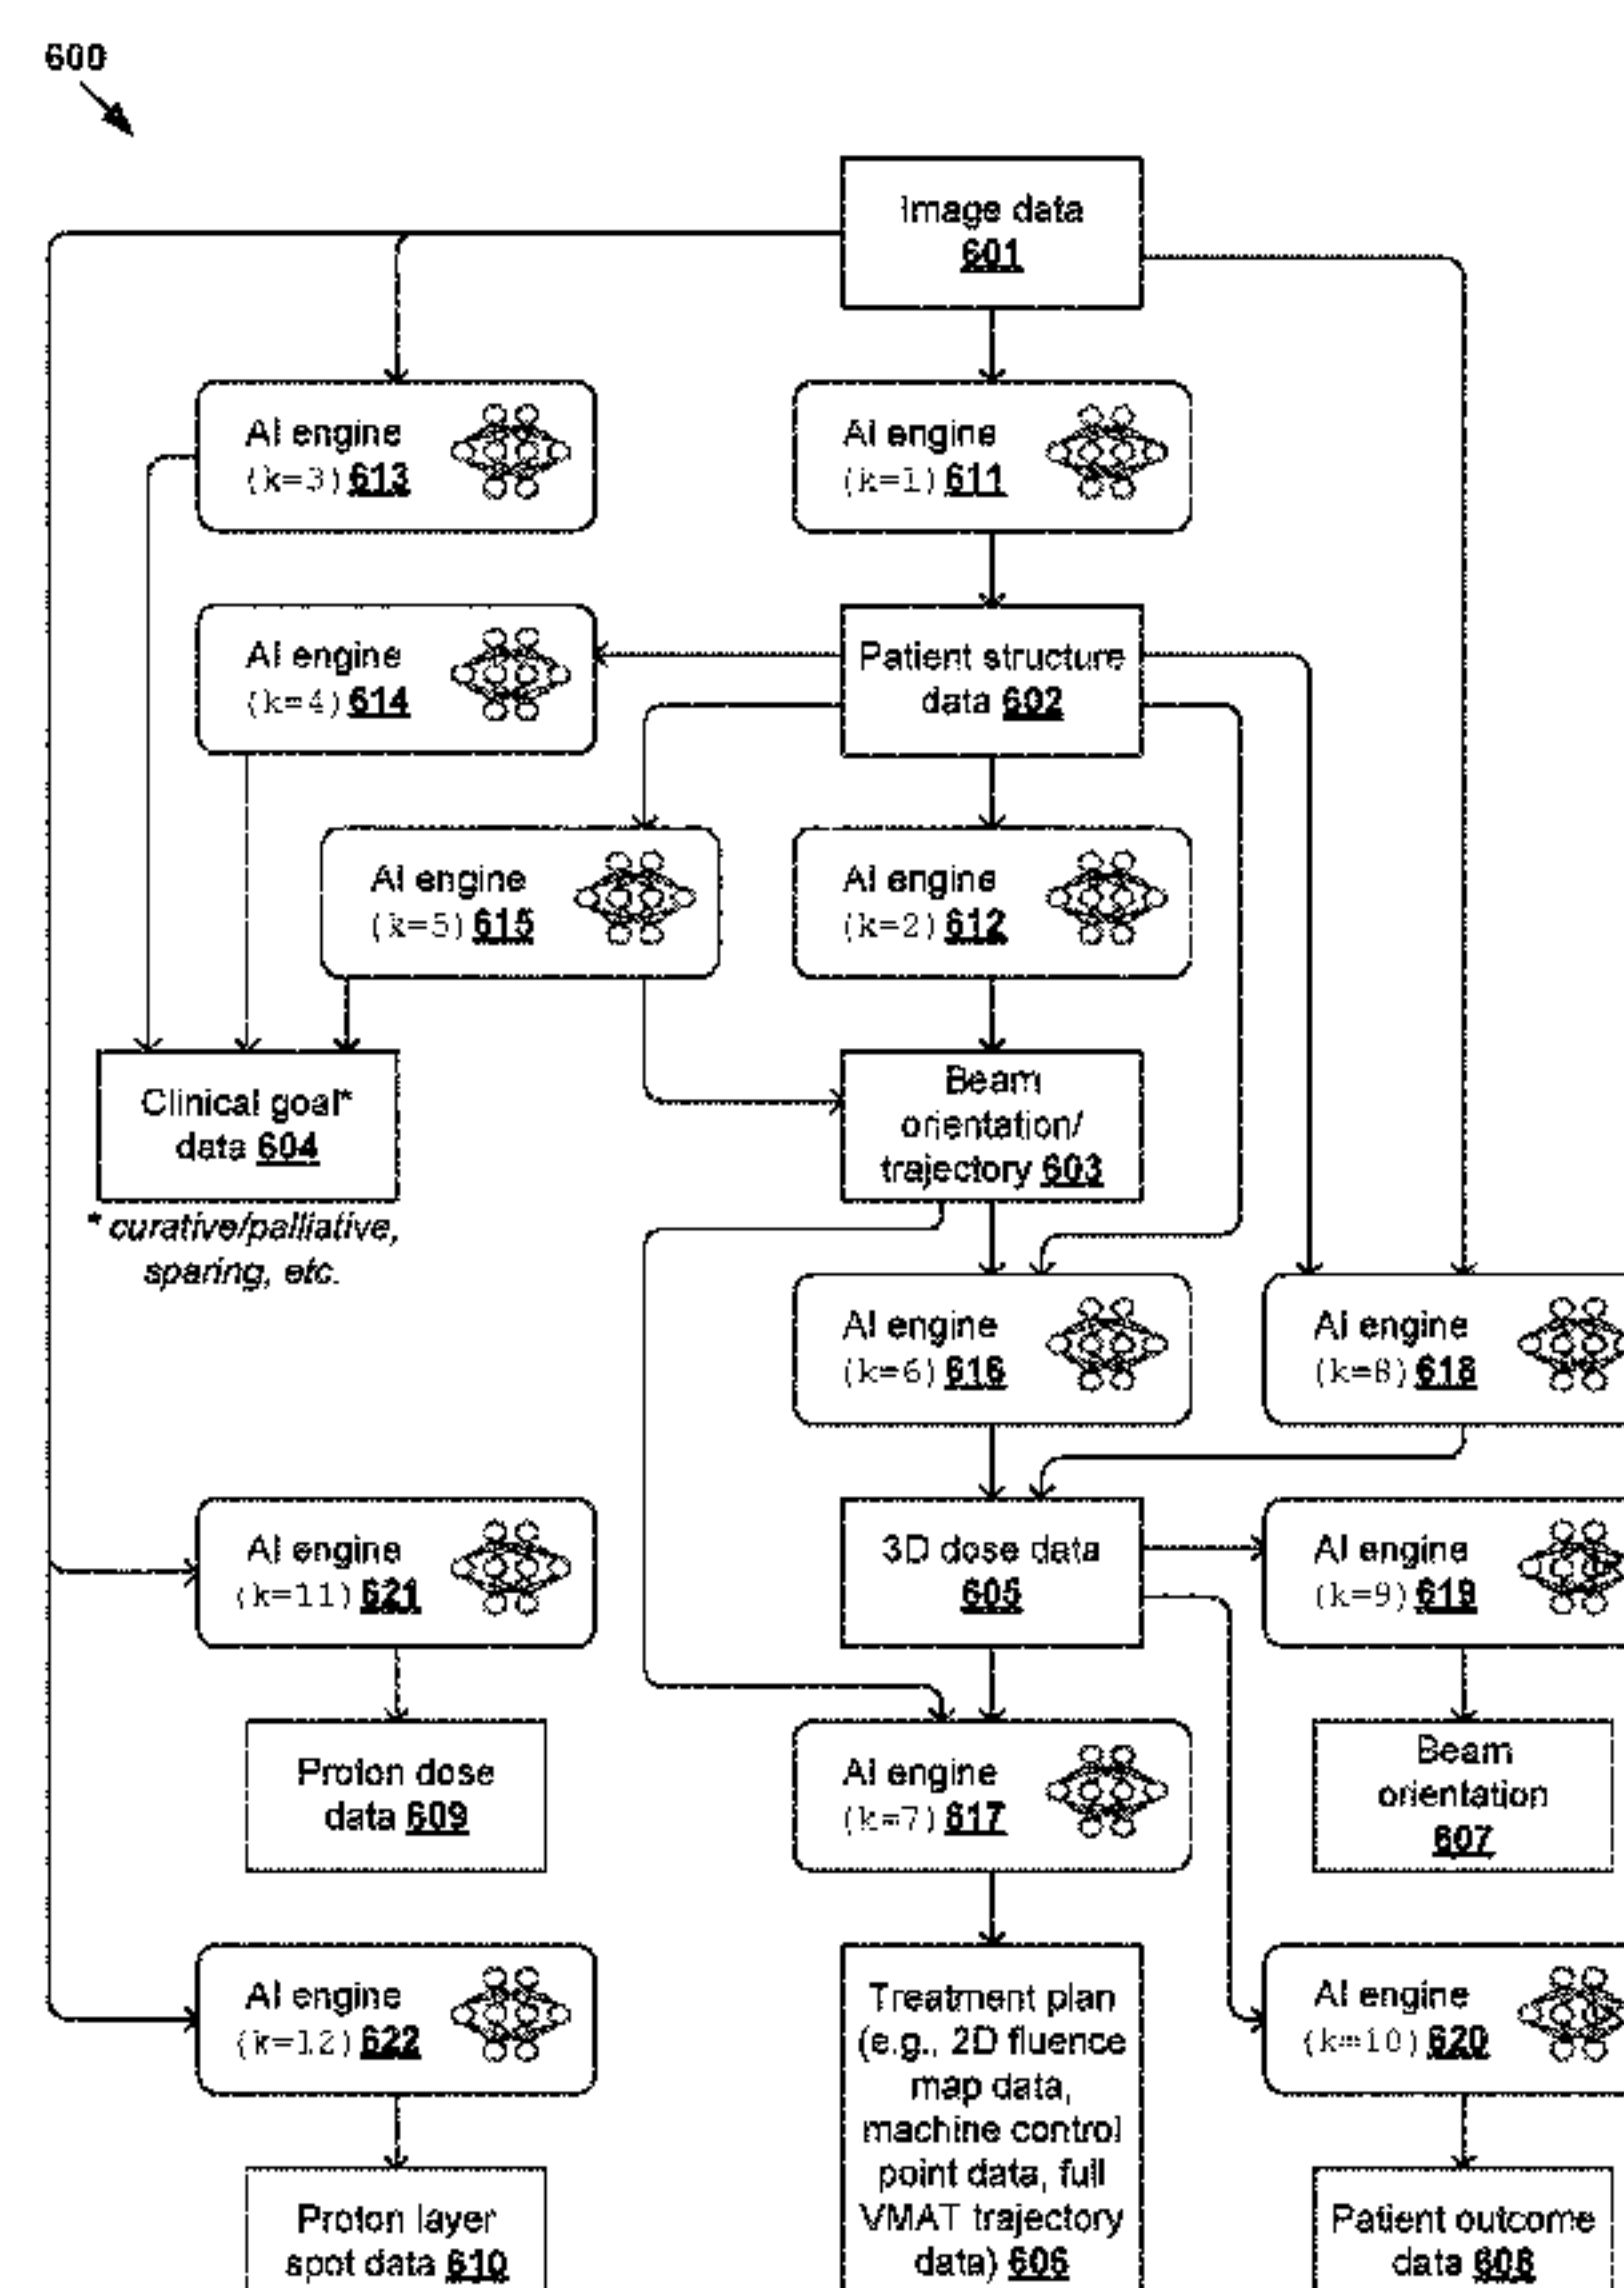 600
Image data
601
AI engine
(k=3) 613
AI engine
(k=1) 611
AI engine
(k=4) 614
Patient structure
data 602
AI engine
(k=5) 615
AI engine
(k=2) 612
Clinical goal*
data 604
* curative/palliative,
sparing, etc.
Beam
orientation/
trajectory 603
AI engine
(k=6) 616
AI engine
(k=8) 618
AI engine
(k=11) 621
3D dose data
605
AI engine
(k=9) 619
Proton dose
data 609
AI engine
(k=7) 617
Beam
orientation
607
AI engine
(k=12) 622
Treatment plan
(e.g., 2D fluence
map data,
machine control
point data, full
VMAT trajectory
data) 606
AI engine
(k=10) 620
Proton layer
spot data 610
Patient outcome
data 608